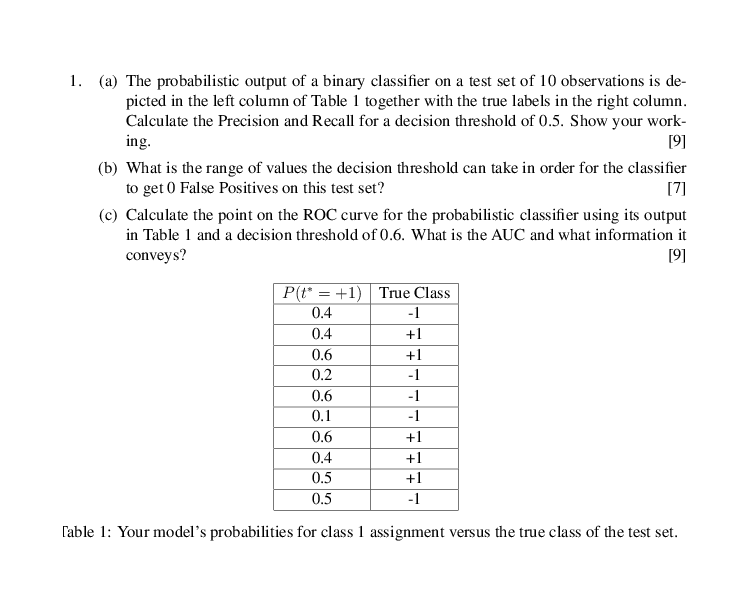 1. (a) The probabilistic output of a binary classifier on a test set of 10 observations is de-
picted in the left column of Table 1 together with the true labels in the right column.
Calculate the Precision and Recall for a decision threshold of 0.5. Show your work-
ing. [9]
(b) What is the range of values the decision threshold can take in order for the classifier
to get 0 False Positives on this test set? [7]
(c) Calculate the point on the ROC curve for the probabilistic classifier using its output
in Table 1 and a decision threshold of 0.6. What is the AUC and what information it
conveys? [9]
P(t* = +1) True Class
0.4 -1
0.4 +1
0.6 +1
0.2 -1
0.6 -1
0.1 -1
0.6 +1
0.4 +1
0.5 +1
0.5 -1
Table 1: Your model's probabilities for class 1 assignment versus the true class of the test set.